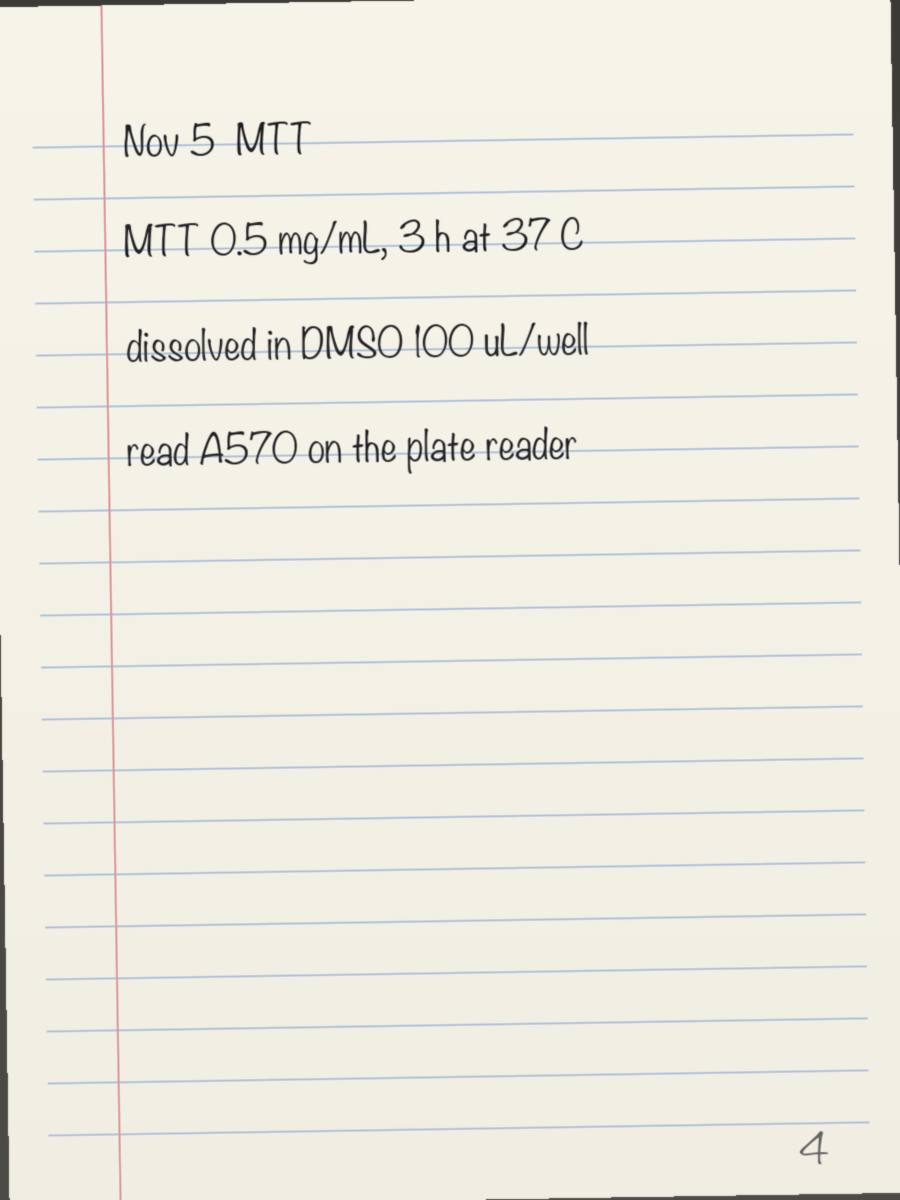 Nov 5 MTT
MTT 0.5 mg/mL, 3 h at 37 C
dissolved in DMSO 100 uL/well
read A570 on the plate reader
4